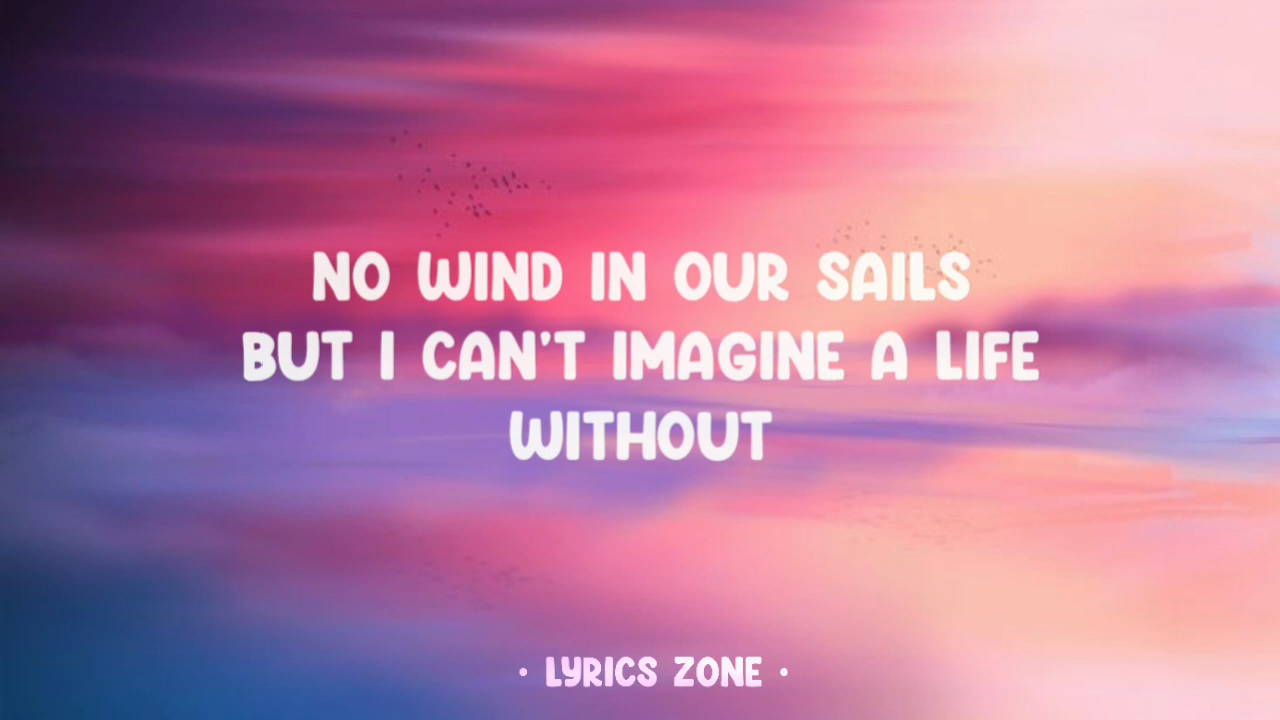 NO WIND IN OUR SAILS
BUT I CAN'T IMAGINE A LIFE
WITHOUT
• LYRICS ZONE •